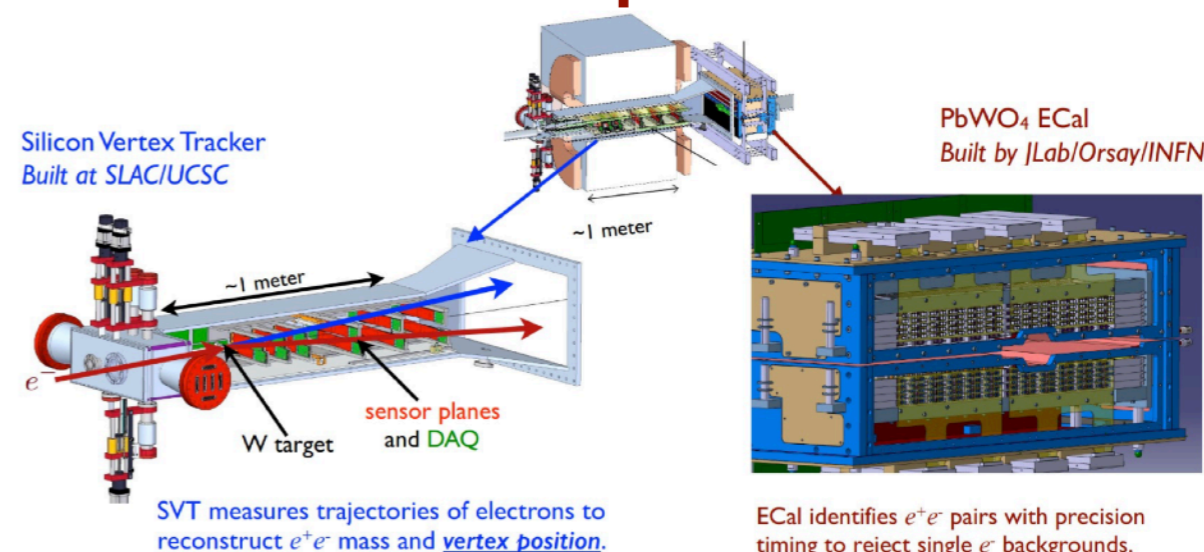 Silicon Vertex Tracker
Built at SLAC/UCSC
PbWO₄ ECal
Built by JLab/Orsay/INFN
~1 meter
~1 meter
e⁻
W target
sensor planes
and DAQ
SVT measures trajectories of electrons to
reconstruct e⁺e⁻ mass and vertex position.
ECal identifies e⁺e⁻ pairs with precision
timing to reject single e⁻ backgrounds.